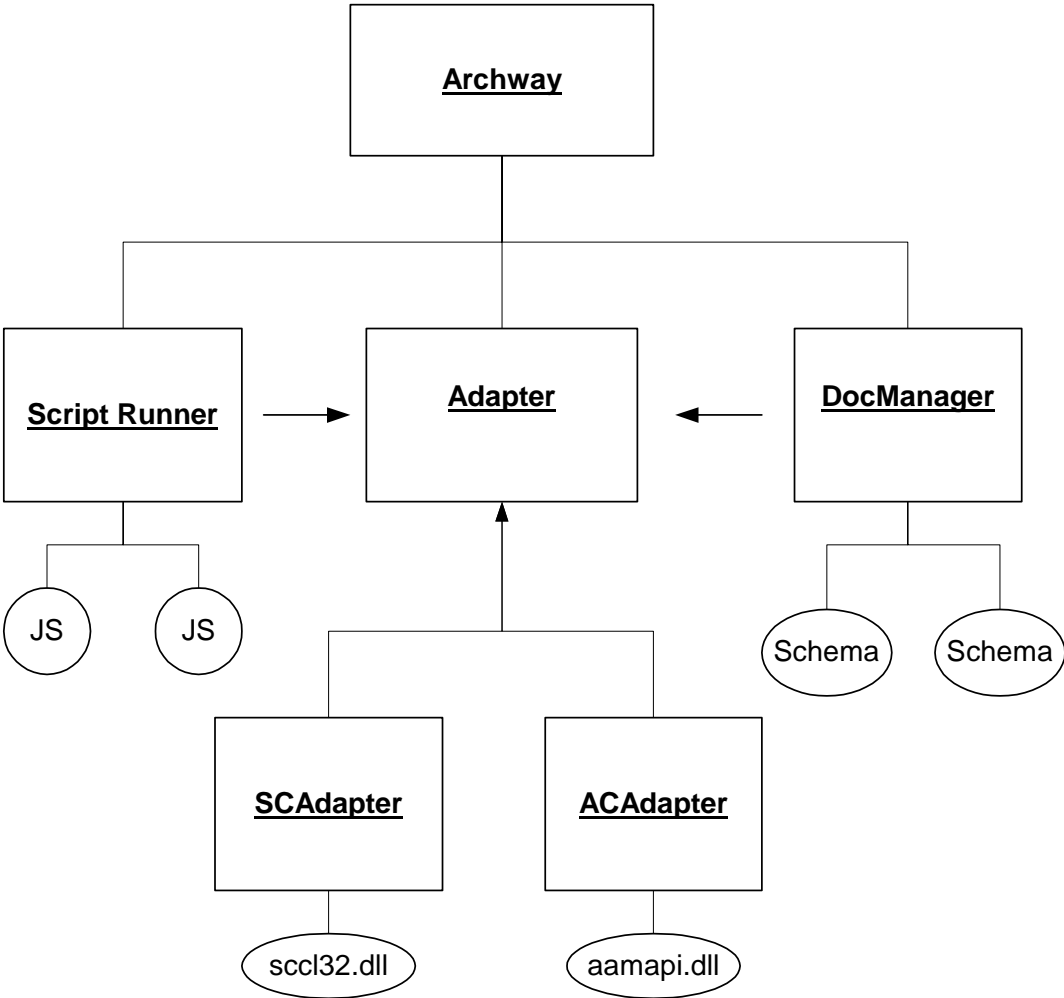 Archway
Script Runner
Adapter
DocManager
JS
JS
Schema
Schema
SCAdapter
ACAdapter
sccl32.dll
aamapi.dll